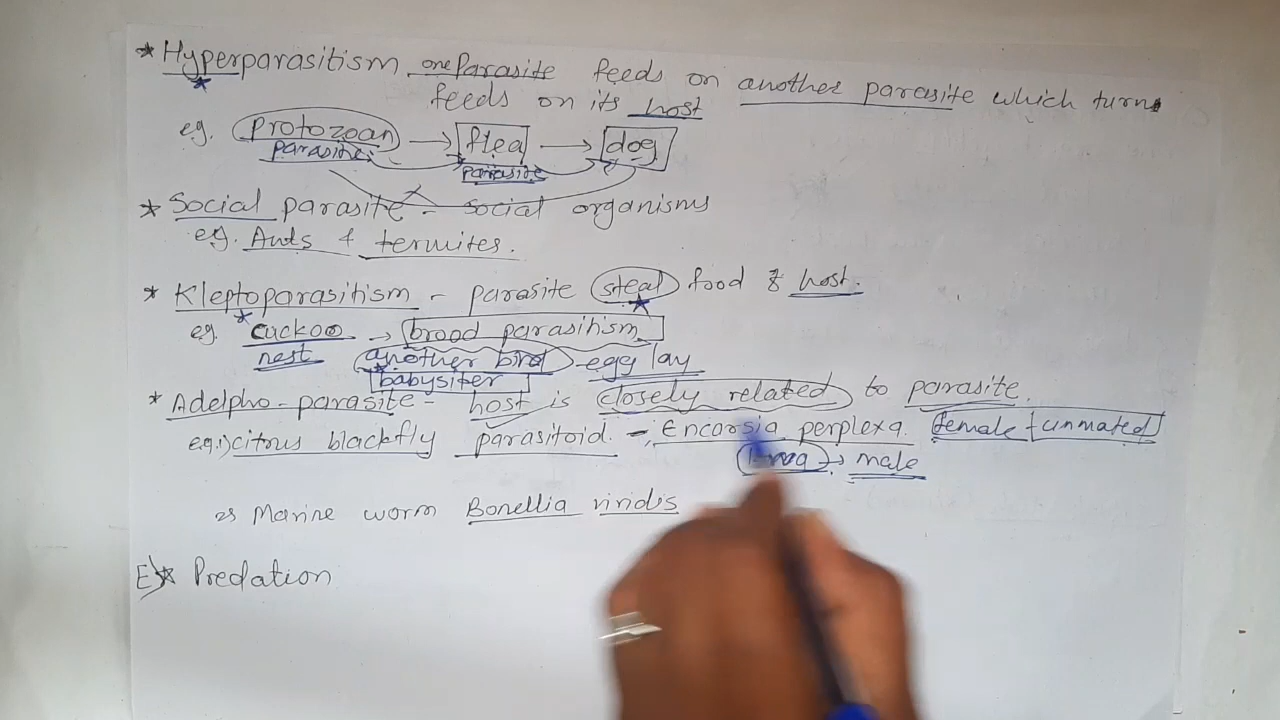 * Hyperparasitism, one Parasite feeds on another parasite which turns
feeds on its host
eg. Protozoan → flea → dog
parasite parasite
* Social parasite - social organisms
eg. Ants & termites.
* Kleptoparasitism - parasite steal food & host.
eg. cuckoo → brood parasitism
nest another bird - egg lay
babysiter
* Adelpho-parasite - host is closely related to parasite.
eg. 1) citrus blackfly parasitoid. - Encarsia perplexa. female unmated
→ male
2) Marine worm Bonellia viridis
E) * Predation